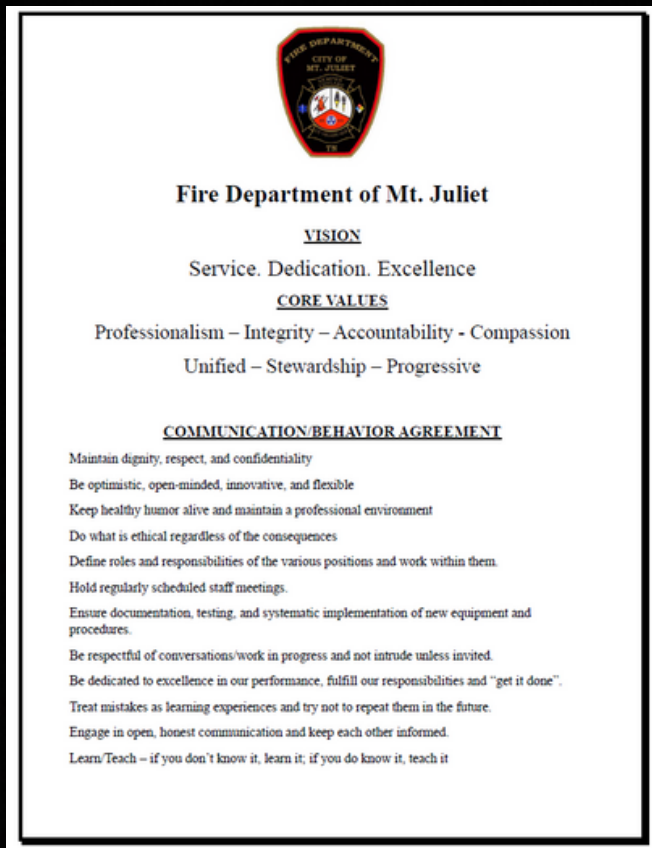 FIRE DEPARTMENT
CITY OF
MT. JULIET
TN
Fire Department of Mt. Juliet
VISION
Service. Dedication. Excellence
CORE VALUES
Professionalism – Integrity – Accountability - Compassion
Unified – Stewardship – Progressive
COMMUNICATION/BEHAVIOR AGREEMENT
Maintain dignity, respect, and confidentiality
Be optimistic, open-minded, innovative, and flexible
Keep healthy humor alive and maintain a professional environment
Do what is ethical regardless of the consequences
Define roles and responsibilities of the various positions and work within them.
Hold regularly scheduled staff meetings.
Ensure documentation, testing, and systematic implementation of new equipment and
procedures.
Be respectful of conversations/work in progress and not intrude unless invited.
Be dedicated to excellence in our performance, fulfill our responsibilities and “get it done”.
Treat mistakes as learning experiences and try not to repeat them in the future.
Engage in open, honest communication and keep each other informed.
Learn/Teach – if you don’t know it, learn it; if you do know it, teach it